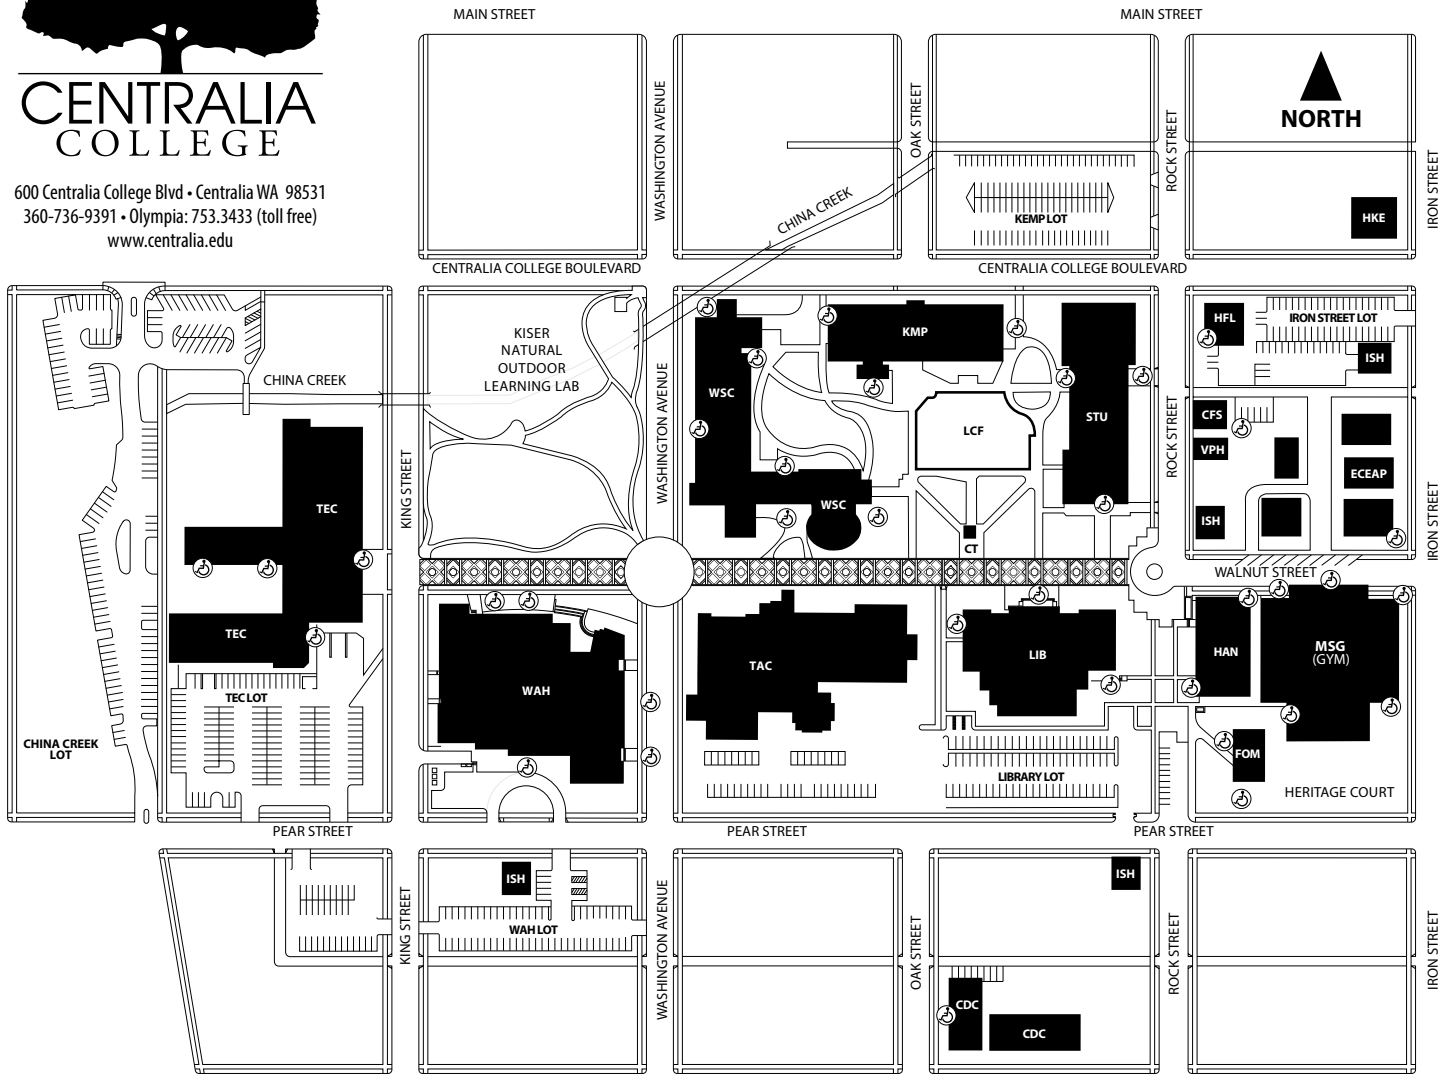 CENTRALIA
COLLEGE
600 Centralia College Blvd • Centralia WA  98531
360-736-9391 • Olympia: 753.3433 (toll free)
www.centralia.edu
MAIN STREET
MAIN STREET
NORTH
WASHINGTON AVENUE
OAK STREET
ROCK STREET
IRON STREET
CHINA CREEK
KEMP LOT
HKE
CENTRALIA COLLEGE BOULEVARD
CENTRALIA COLLEGE BOULEVARD
KISER
NATURAL
OUTDOOR
LEARNING LAB
CHINA CREEK
WASHINGTON AVENUE
KING STREET
WSC
KMP
LCF
STU
WSC
CT
ROCK STREET
HFL
IRON STREET LOT
ISH
CFS
VPH
ECEAP
ISH
IRON STREET
WALNUT STREET
TEC
TEC
TEC LOT
CHINA CREEK
LOT
WAH
TAC
LIB
LIBRARY LOT
HAN
MSG
(GYM)
FOM
HERITAGE COURT
PEAR STREET
PEAR STREET
PEAR STREET
KING STREET
ISH
WAH LOT
WASHINGTON AVENUE
OAK STREET
ISH
CDC
CDC
ROCK STREET
IRON STREET